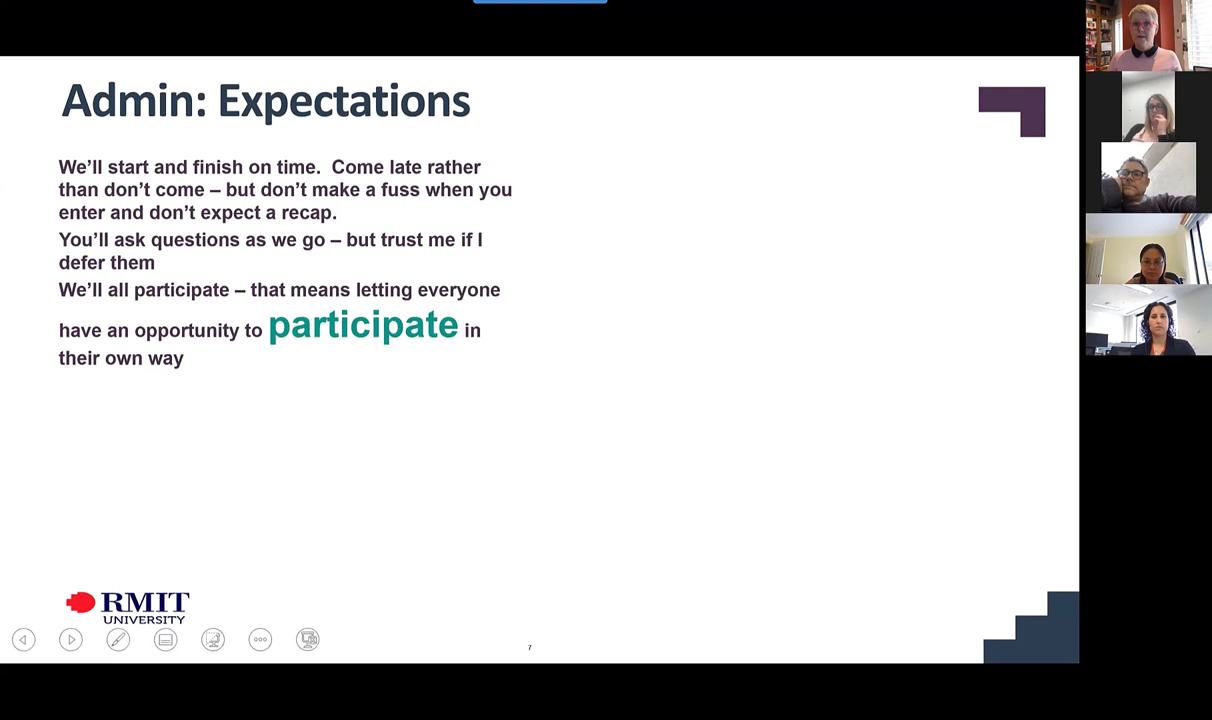 Admin: Expectations
We’ll start and finish on time.  Come late rather
than don’t come – but don’t make a fuss when you
enter and don’t expect a recap.
You’ll ask questions as we go – but trust me if I
defer them
We’ll all participate – that means letting everyone
have an opportunity to participate in
their own way
RMIT
UNIVERSITY
7